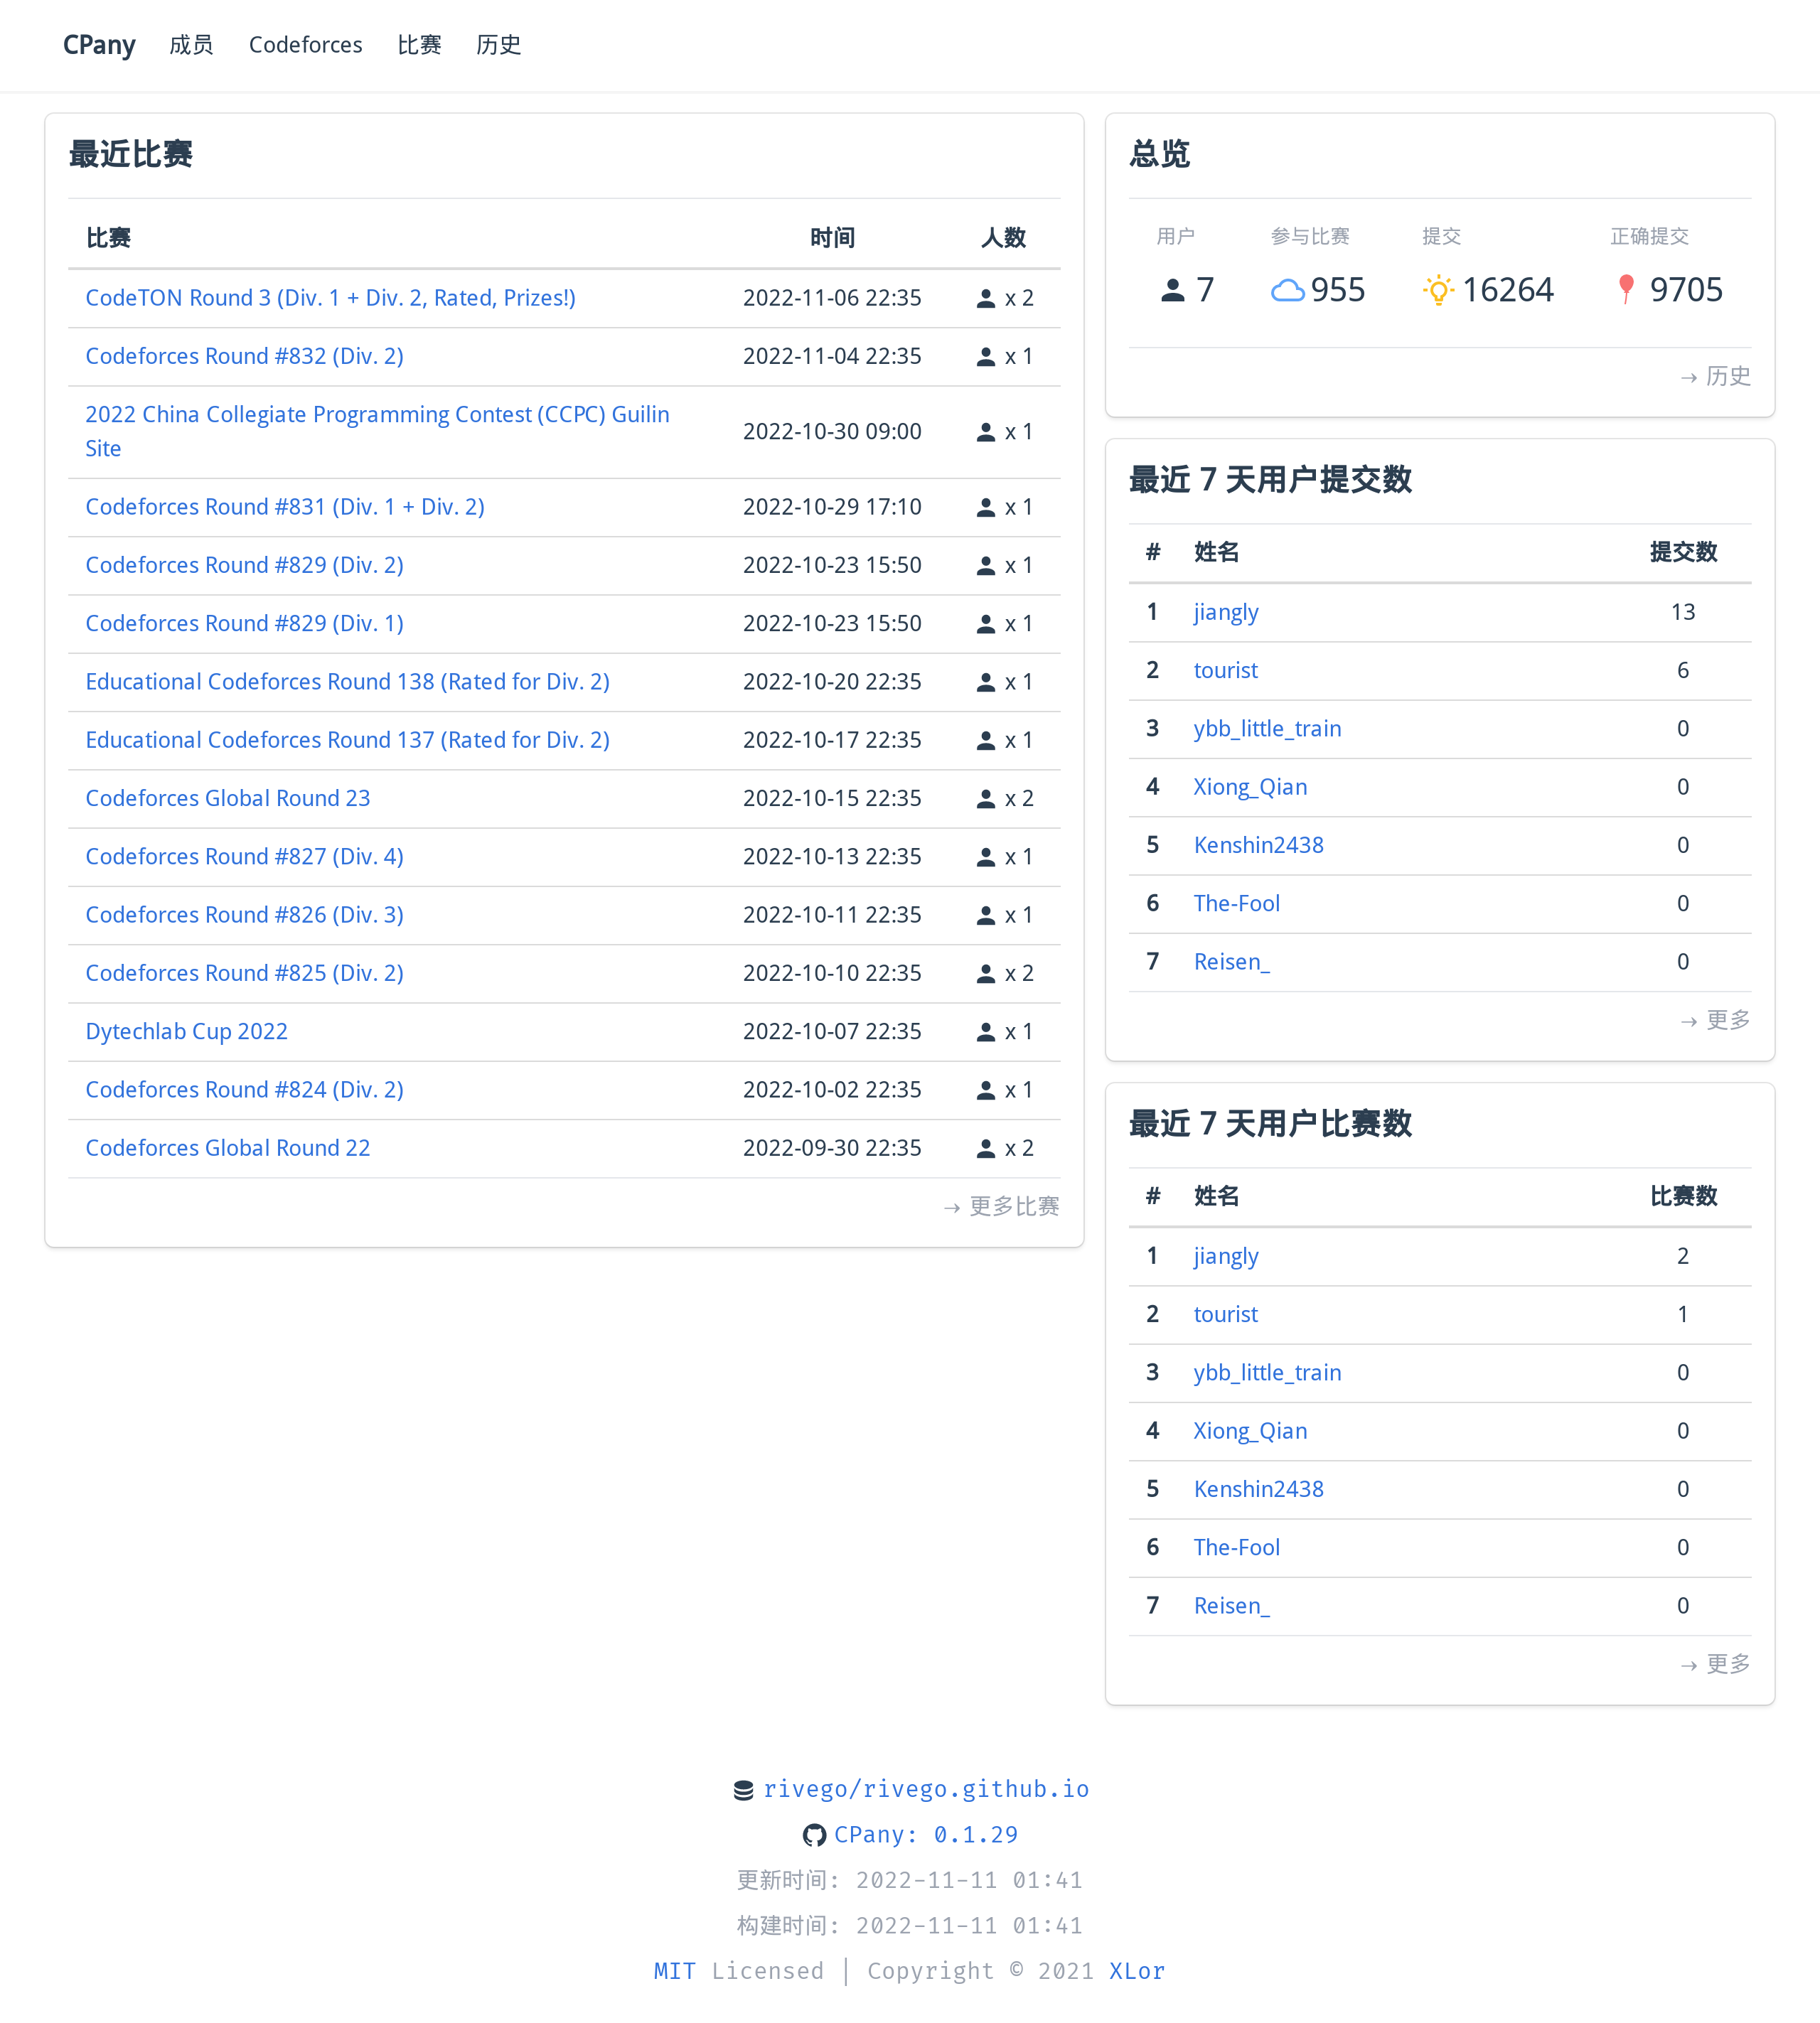 CPany 成员 Codeforces 比赛 历史
最近比赛
比赛 时间 人数
CodeTON Round 3 (Div. 1 + Div. 2, Rated, Prizes!) 2022-11-06 22:35 x 2
Codeforces Round #832 (Div. 2) 2022-11-04 22:35 x 1
2022 China Collegiate Programming Contest (CCPC) Guilin
Site 2022-10-30 09:00 x 1
Codeforces Round #831 (Div. 1 + Div. 2) 2022-10-29 17:10 x 1
Codeforces Round #829 (Div. 2) 2022-10-23 15:50 x 1
Codeforces Round #829 (Div. 1) 2022-10-23 15:50 x 1
Educational Codeforces Round 138 (Rated for Div. 2) 2022-10-20 22:35 x 1
Educational Codeforces Round 137 (Rated for Div. 2) 2022-10-17 22:35 x 1
Codeforces Global Round 23 2022-10-15 22:35 x 2
Codeforces Round #827 (Div. 4) 2022-10-13 22:35 x 1
Codeforces Round #826 (Div. 3) 2022-10-11 22:35 x 1
Codeforces Round #825 (Div. 2) 2022-10-10 22:35 x 2
Dytechlab Cup 2022 2022-10-07 22:35 x 1
Codeforces Round #824 (Div. 2) 2022-10-02 22:35 x 1
Codeforces Global Round 22 2022-09-30 22:35 x 2
→ 更多比赛
总览
用户 参与比赛 提交 正确提交
7 955 16264 9705
→ 历史
最近 7 天用户提交数
# 姓名 提交数
1 jiangly 13
2 tourist 6
3 ybb_little_train 0
4 Xiong_Qian 0
5 Kenshin2438 0
6 The-Fool 0
7 Reisen_ 0
→ 更多
最近 7 天用户比赛数
# 姓名 比赛数
1 jiangly 2
2 tourist 1
3 ybb_little_train 0
4 Xiong_Qian 0
5 Kenshin2438 0
6 The-Fool 0
7 Reisen_ 0
→ 更多
rivego/rivego.github.io
CPany: 0.1.29
更新时间: 2022-11-11 01:41
构建时间: 2022-11-11 01:41
MIT Licensed | Copyright © 2021 XLor